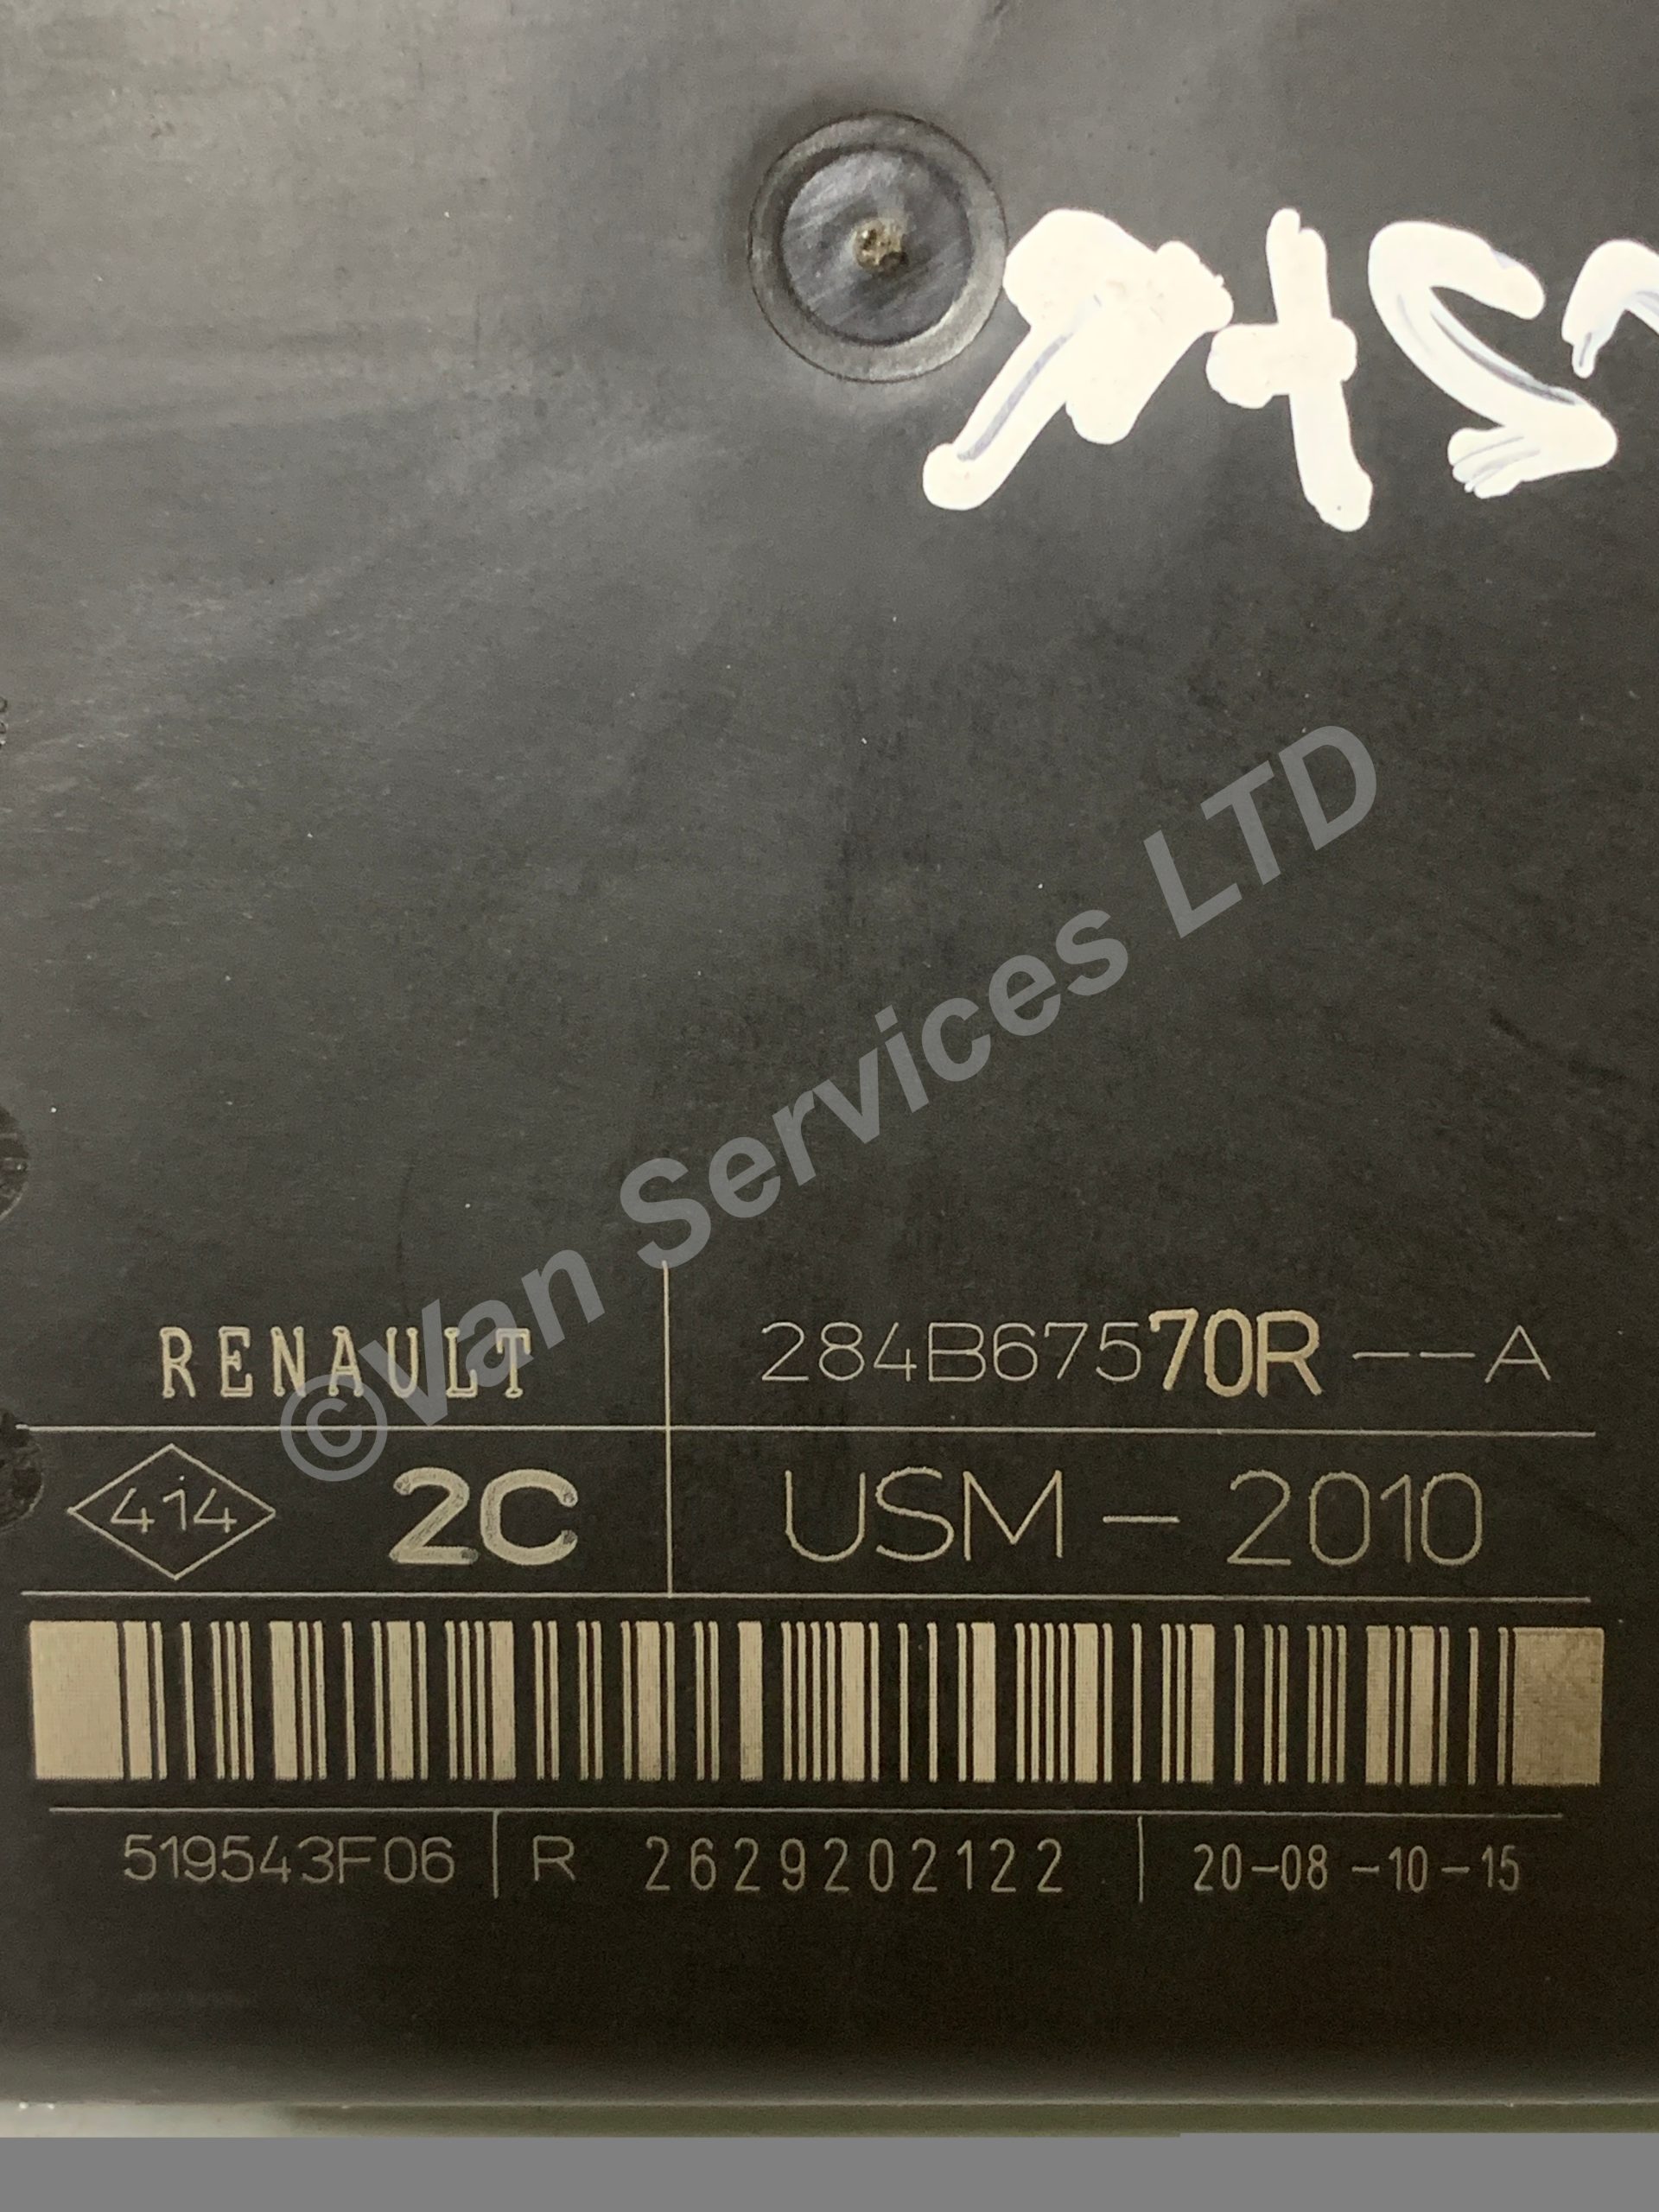 ©Van Services LTD
RENAULT 284B67570R--A
414 2C USM-2010
519543F06 R 2629202122 20-08-10-15